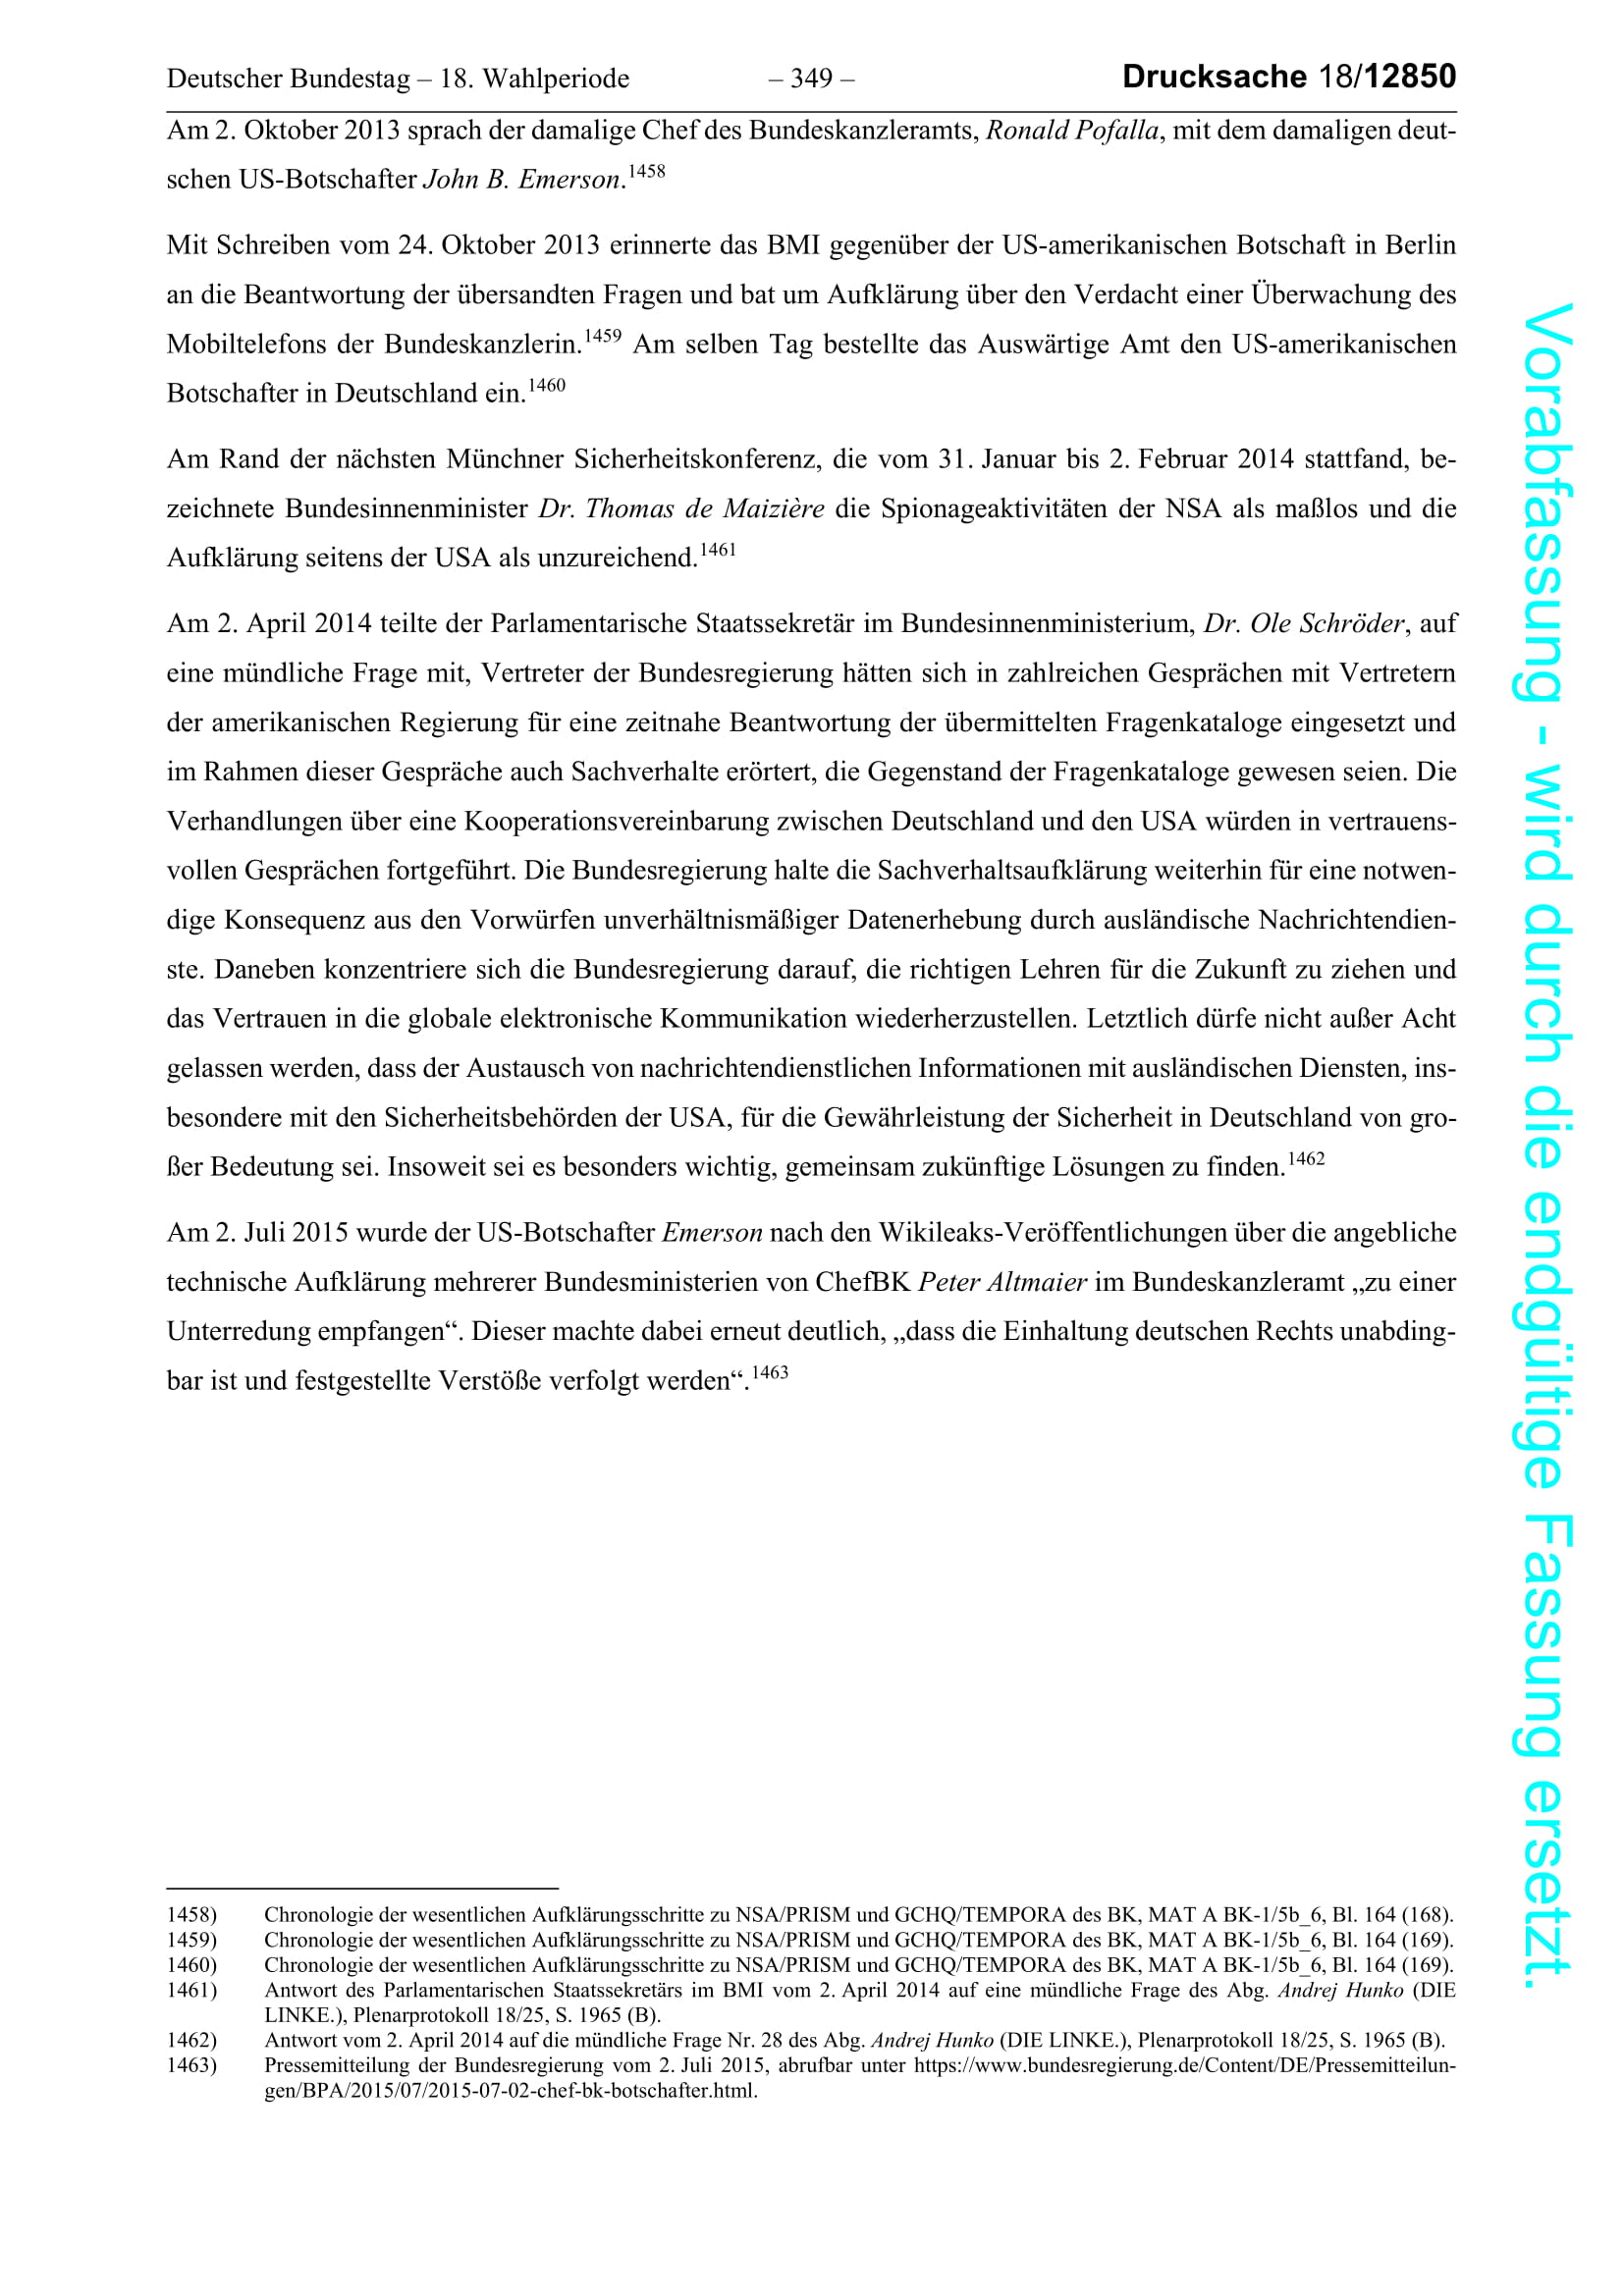 Deutscher Bundestag – 18. Wahlperiode – 349 – Drucksache 18/12850
Am 2. Oktober 2013 sprach der damalige Chef des Bundeskanzleramts, Ronald Pofalla, mit dem damaligen deut-
schen US-Botschafter John B. Emerson.1458
Mit Schreiben vom 24. Oktober 2013 erinnerte das BMI gegenüber der US-amerikanischen Botschaft in Berlin
an die Beantwortung der übersandten Fragen und bat um Aufklärung über den Verdacht einer Überwachung des
Mobiltelefons der Bundeskanzlerin.1459 Am selben Tag bestellte das Auswärtige Amt den US-amerikanischen
Botschafter in Deutschland ein.1460
Am Rand der nächsten Münchner Sicherheitskonferenz, die vom 31. Januar bis 2. Februar 2014 stattfand, be-
zeichnete Bundesinnenminister Dr. Thomas de Maizière die Spionageaktivitäten der NSA als maßlos und die
Aufklärung seitens der USA als unzureichend.1461
Am 2. April 2014 teilte der Parlamentarische Staatssekretär im Bundesinnenministerium, Dr. Ole Schröder, auf
eine mündliche Frage mit, Vertreter der Bundesregierung hätten sich in zahlreichen Gesprächen mit Vertretern
der amerikanischen Regierung für eine zeitnahe Beantwortung der übermittelten Fragenkataloge eingesetzt und
im Rahmen dieser Gespräche auch Sachverhalte erörtert, die Gegenstand der Fragenkataloge gewesen seien. Die
Verhandlungen über eine Kooperationsvereinbarung zwischen Deutschland und den USA würden in vertrauens-
vollen Gesprächen fortgeführt. Die Bundesregierung halte die Sachverhaltsaufklärung weiterhin für eine notwen-
dige Konsequenz aus den Vorwürfen unverhältnismäßiger Datenerhebung durch ausländische Nachrichtendien-
ste. Daneben konzentriere sich die Bundesregierung darauf, die richtigen Lehren für die Zukunft zu ziehen und
das Vertrauen in die globale elektronische Kommunikation wiederherzustellen. Letztlich dürfe nicht außer Acht
gelassen werden, dass der Austausch von nachrichtendienstlichen Informationen mit ausländischen Diensten, ins-
besondere mit den Sicherheitsbehörden der USA, für die Gewährleistung der Sicherheit in Deutschland von gro-
ßer Bedeutung sei. Insoweit sei es besonders wichtig, gemeinsam zukünftige Lösungen zu finden.1462
Am 2. Juli 2015 wurde der US-Botschafter Emerson nach den Wikileaks-Veröffentlichungen über die angebliche
technische Aufklärung mehrerer Bundesministerien von ChefBK Peter Altmaier im Bundeskanzleramt „zu einer
Unterredung empfangen“. Dieser machte dabei erneut deutlich, „dass die Einhaltung deutschen Rechts unabding-
bar ist und festgestellte Verstöße verfolgt werden“.1463
1458) Chronologie der wesentlichen Aufklärungsschritte zu NSA/PRISM und GCHQ/TEMPORA des BK, MAT A BK-1/5b_6, Bl. 164 (168).
1459) Chronologie der wesentlichen Aufklärungsschritte zu NSA/PRISM und GCHQ/TEMPORA des BK, MAT A BK-1/5b_6, Bl. 164 (169).
1460) Chronologie der wesentlichen Aufklärungsschritte zu NSA/PRISM und GCHQ/TEMPORA des BK, MAT A BK-1/5b_6, Bl. 164 (169).
1461) Antwort des Parlamentarischen Staatssekretärs im BMI vom 2. April 2014 auf eine mündliche Frage des Abg. Andrej Hunko (DIE
LINKE.), Plenarprotokoll 18/25, S. 1965 (B).
1462) Antwort vom 2. April 2014 auf die mündliche Frage Nr. 28 des Abg. Andrej Hunko (DIE LINKE.), Plenarprotokoll 18/25, S. 1965 (B).
1463) Pressemitteilung der Bundesregierung vom 2. Juli 2015, abrufbar unter https://www.bundesregierung.de/Content/DE/Pressemitteilun-
gen/BPA/2015/07/2015-07-02-chef-bk-botschafter.html.
Vorabfassung - wird durch die endgültige Fassung ersetzt.